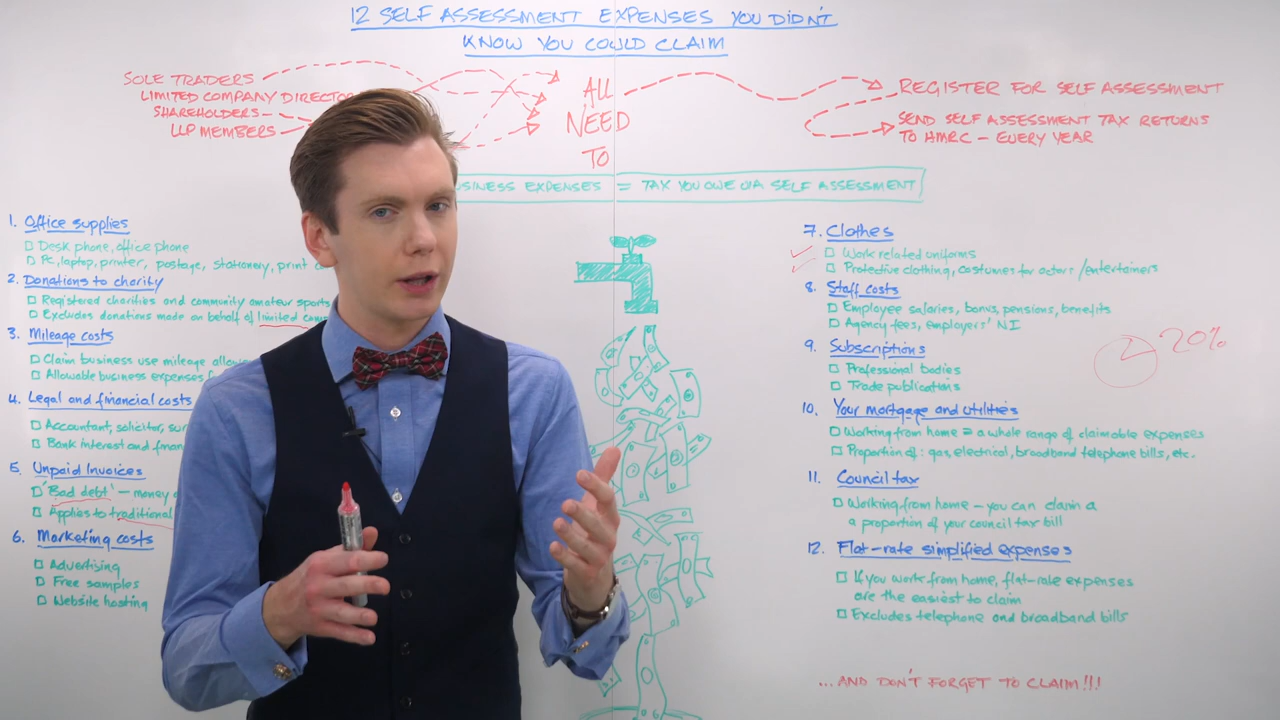 12 SELF ASSESSMENT EXPENSES YOU DIDN'T
KNOW YOU COULD CLAIM
SOLE TRADERS
LIMITED COMPANY DIRECTOR
SHAREHOLDERS
LLP MEMBERS
ALL
NEED
TO
REGISTER FOR SELF ASSESSMENT
SEND SELF ASSESSMENT TAX RETURNS
TO HMRC - EVERY YEAR
EXPENSES = TAX YOU OWE VIA SELF ASSESSMENT
1. Office supplies
Desk phone, office phone
Pc, laptop, printer, postage, stationery, print
2. Donations to charity
Registered charities and community amateur sports
Excludes donations made on behalf of limited
3. Mileage costs
Claim business use mileage
Allowable business expenses
4. Legal and financial costs
Accountant, solicitor,
Bank interest and
5. Unpaid Invoices
'Bad debt' - money
Applies to traditional
6. Marketing costs
Advertising
Free samples
Website hosting
7. Clothes
Work related uniforms
Protective clothing, costumes for actors / entertainers
8. Staff costs
Employee salaries, bonus, pensions, benefits
Agency fees, employers' N.I
9. Subscriptions
Professional bodies
Trade publications
20%
10. Your mortgage and utilities
Working from home = a whole range of claimable expenses
Proportion of: gas, electrical, broadband telephone bills, etc.
11. Council tax
Working from home - you can claim a
a proportion of your council tax bill
12. Flat-rate simplified expenses
If you work from home, flat-rate expenses
are the easiest to claim
Excludes telephone and broadband bills
...AND DON'T FORGET TO CLAIM!!!